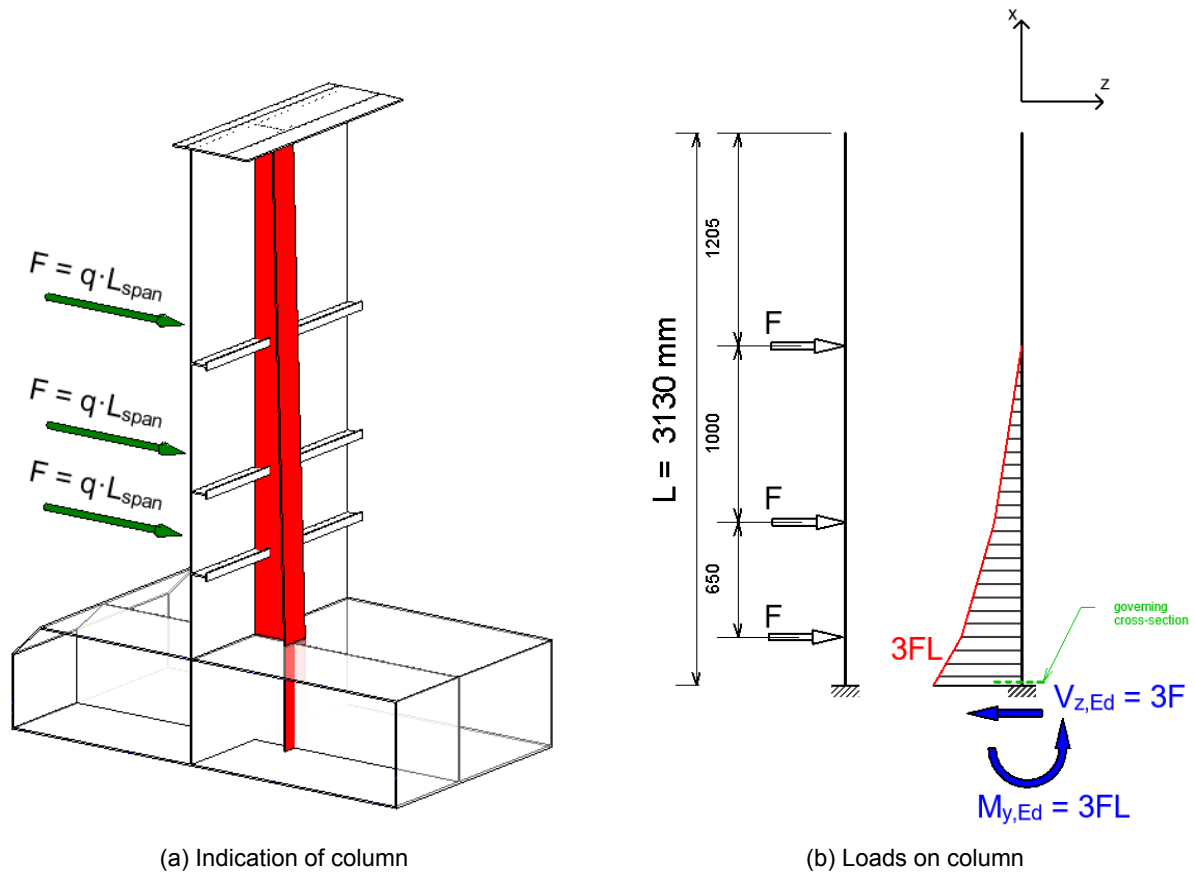 x
z
F = q·Lspan
F = q·Lspan
F = q·Lspan
L = 3130 mm
1205
1000
650
F
F
F
3FL
governing
cross-section
Vz,Ed = 3F
My,Ed = 3FL
(a) Indication of column
(b) Loads on column